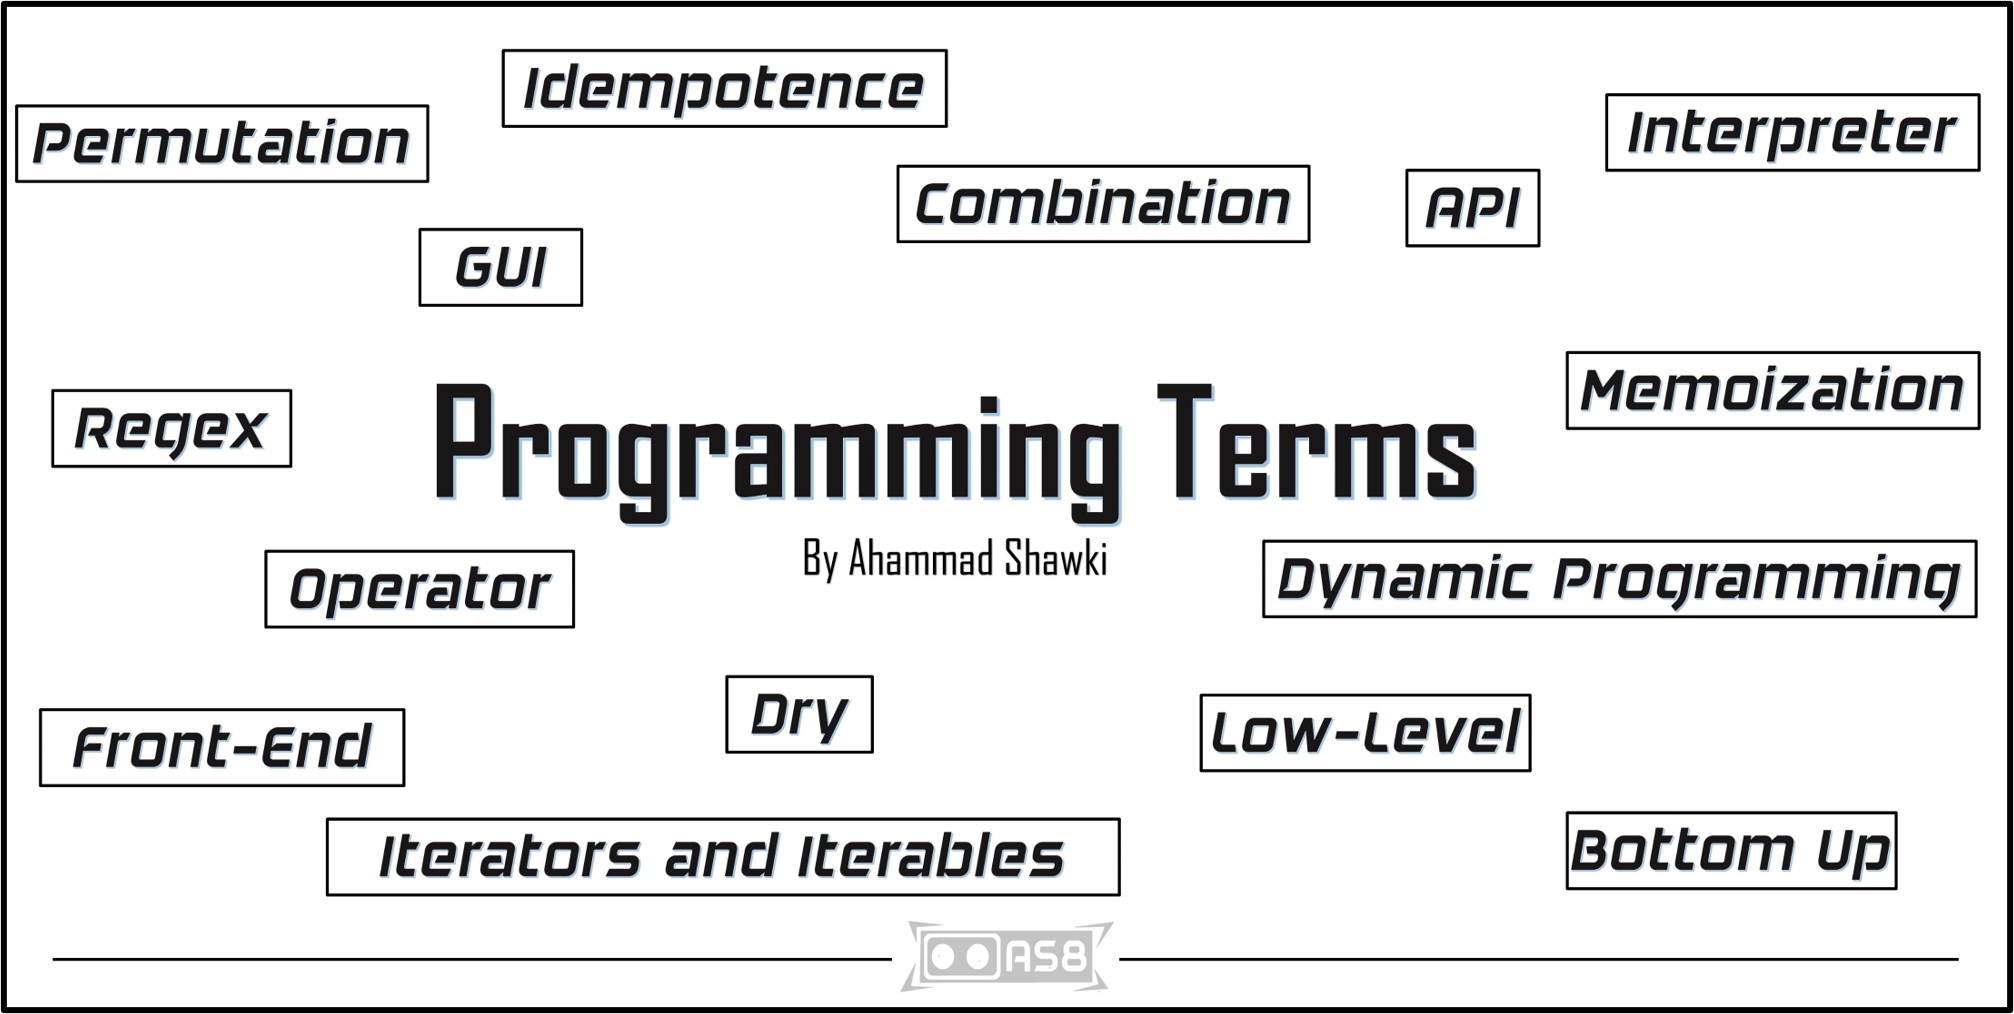 Idempotence
Permutation
Interpreter
Combination
API
GUI
Memoization
Regex
Programming Terms
By Ahammad Shawki
Operator
Dynamic Programming
Dry
Low-Level
Front-End
Iterators and Iterables
Bottom Up
AS8